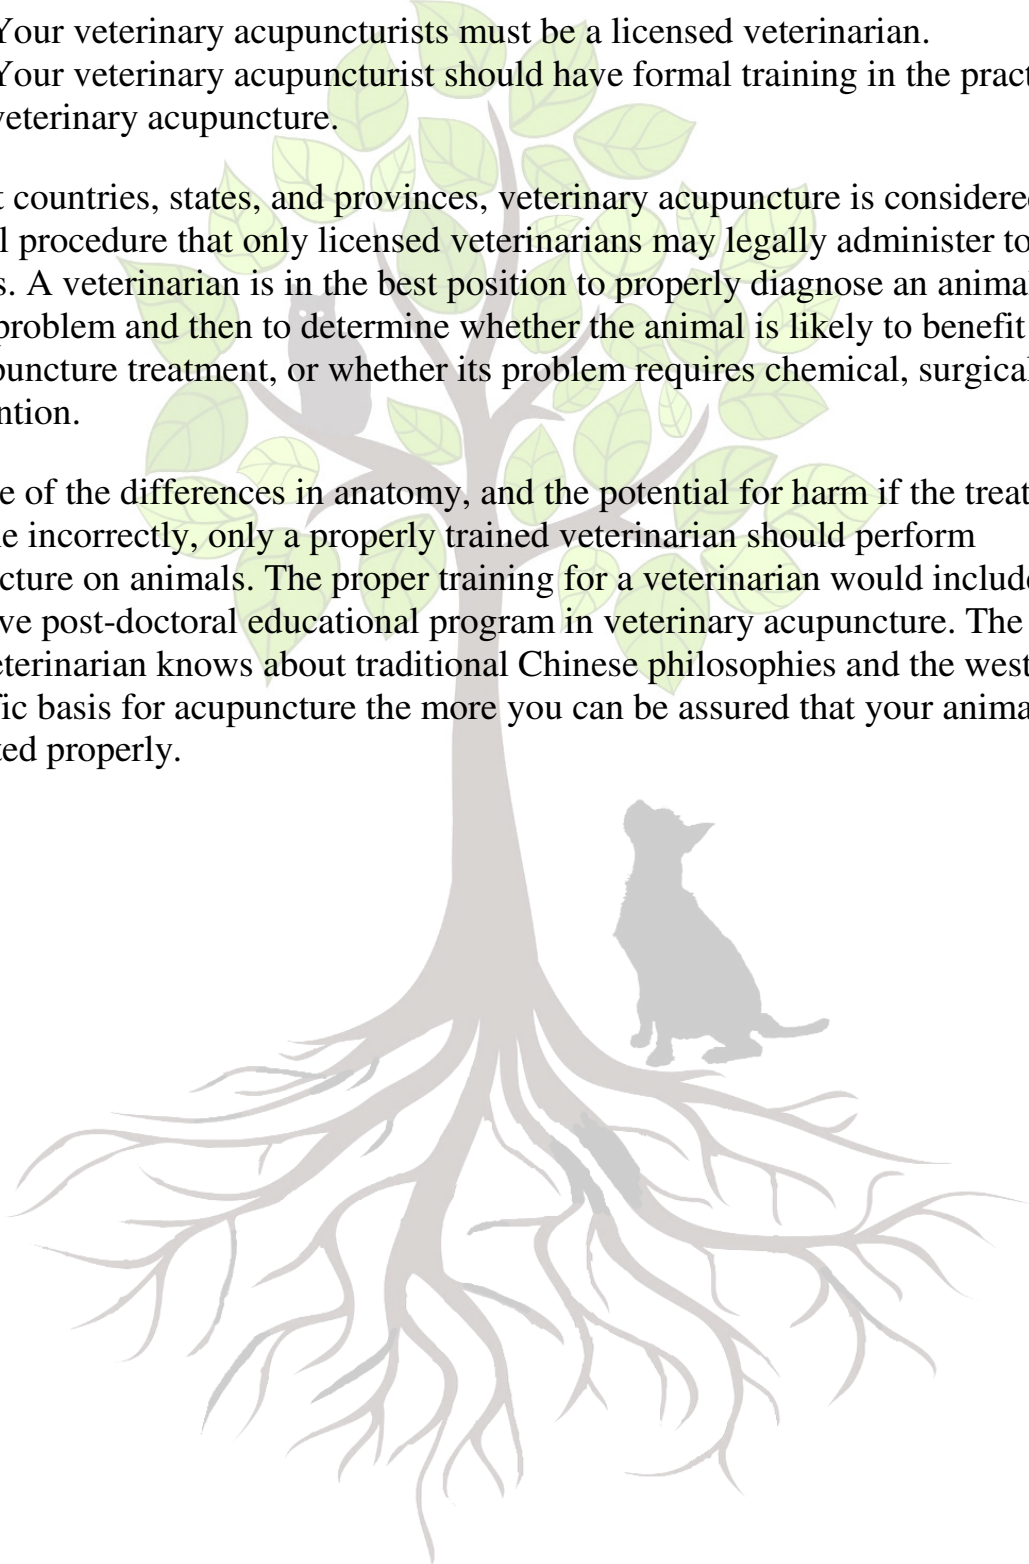 Your veterinary acupuncturists must be a licensed veterinarian.
Your veterinary acupuncturist should have formal training in the pract
veterinary acupuncture.
t countries, states, and provinces, veterinary acupuncture is considered
l procedure that only licensed veterinarians may legally administer to
s. A veterinarian is in the best position to properly diagnose an anima
problem and then to determine whether the animal is likely to benefit
puncture treatment, or whether its problem requires chemical, surgical
ntion.
e of the differences in anatomy, and the potential for harm if the treat
e incorrectly, only a properly trained veterinarian should perform
cture on animals. The proper training for a veterinarian would include
ve post-doctoral educational program in veterinary acupuncture. The
eterinarian knows about traditional Chinese philosophies and the west
fic basis for acupuncture the more you can be assured that your anima
ted properly.